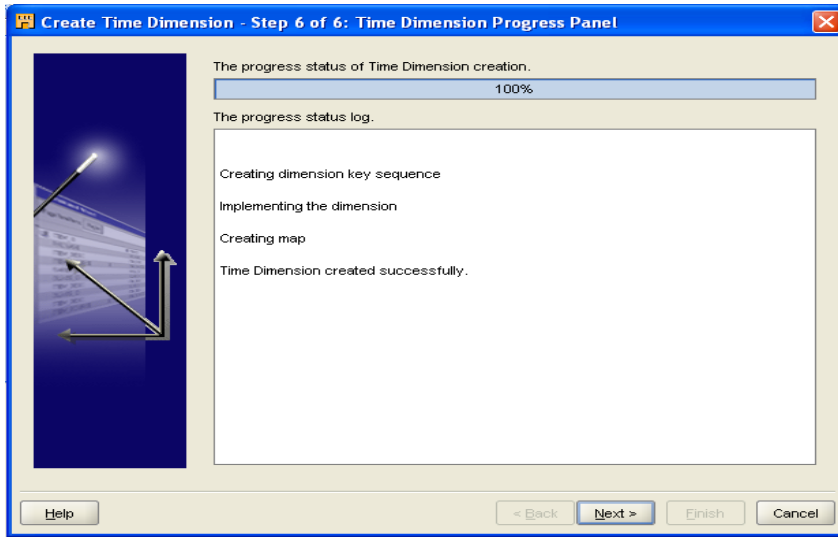 Create Time Dimension - Step 6 of 6: Time Dimension Progress Panel
The progress status of Time Dimension creation.
100%
The progress status log.
Creating dimension key sequence
Implementing the dimension
Creating map
Time Dimension created successfully.
Help
< Back
Next >
Finish
Cancel